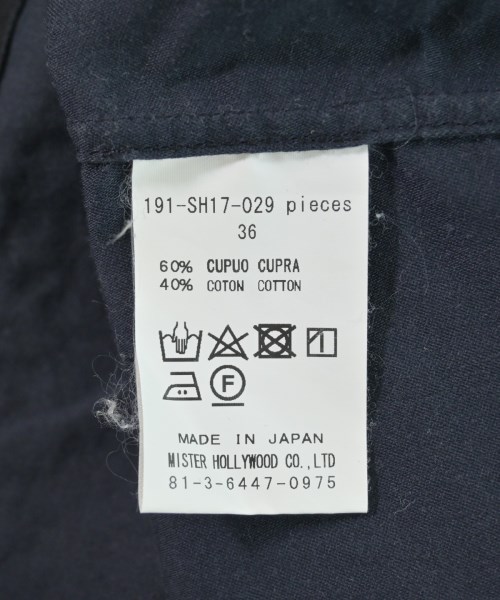 191-SH17-029 pieces
36
60% CUPUO CUPRA
40% COTON COTTON
F
MADE IN JAPAN
MISTER HOLLYWOOD CO.,LTD
81-3-6447-0975